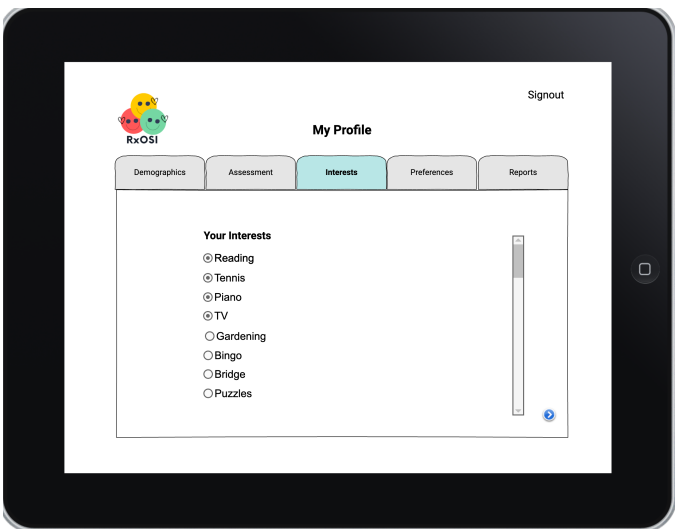 Signout
RxOSI
My Profile
Demographics Assessment Interests Preferences Reports
Your Interests
Reading
Tennis
Piano
TV
Gardening
Bingo
Bridge
Puzzles